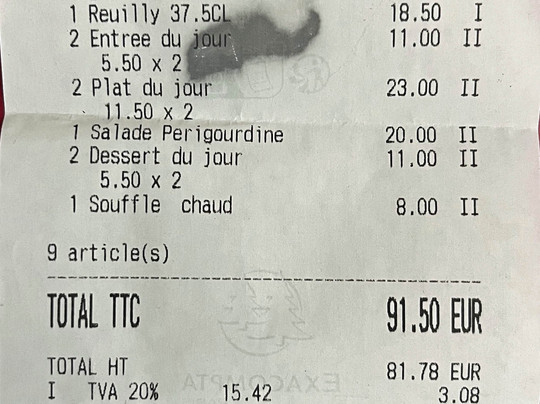 1 Reuilly 37.5CL 18.50 I
2 Entree du jour 11.00 II
5.50 x 2
2 Plat du jour 23.00 II
11.50 x 2
1 Salade Perigourdine 20.00 II
2 Dessert du jour 11.00 II
5.50 x 2
1 Souffle chaud 8.00 II
9 article(s)
TOTAL TTC 91.50 EUR
TOTAL HT 81.78 EUR
I TVA 20% 15.42 3.08
EXACOMPTA